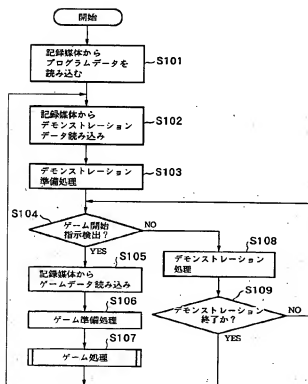 開始
記録媒体から
プログラムデータを
読み込む
S101
記録媒体から
デモンストレーション
データ読み込み
S102
デモンストレーション
準備処理
S103
S104
ゲーム開始
指示検出?
NO
YES
S105
記録媒体から
ゲームデータ読み込み
S106
ゲーム準備処理
S107
ゲーム処理
S108
デモンストレーション
処理
S109
デモンストレーション
終了か?
NO
YES